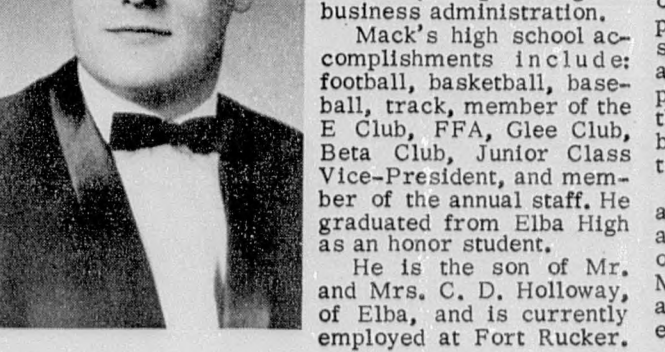 business administration.
Mack's high school ac-
complishments include:
football, basketball, base-
ball, track, member of the
E Club, FFA, Glee Club,
Beta Club, Junior Class
Vice-President, and mem-
ber of the annual staff. He
graduated from Elba High
as an honor student.
He is the son of Mr.
and Mrs. C. D. Holloway,
of Elba, and is currently
employed at Fort Rucker.